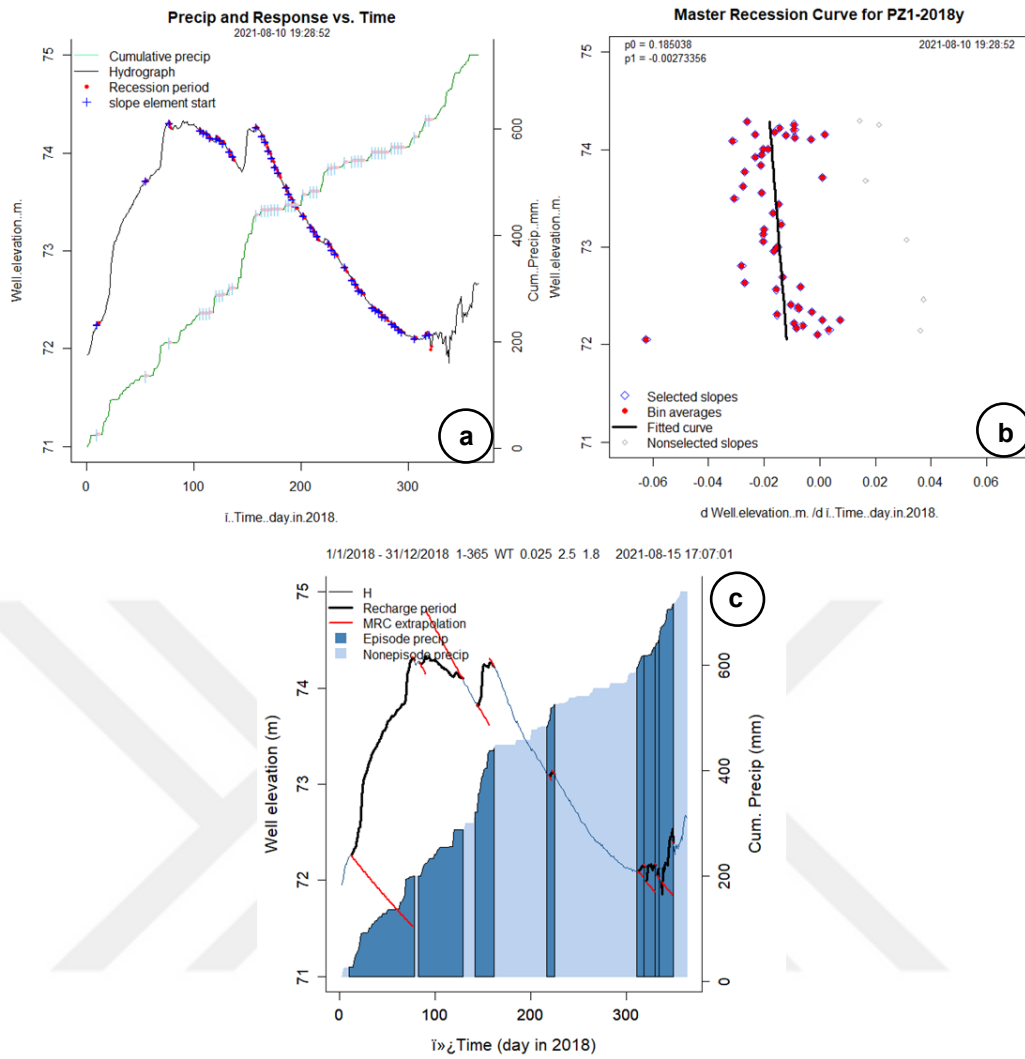 Precip and Response vs. Time
2021-08-10 19:28:52
Cumulative precip
Hydrograph
Recession period
slope element start
Well.elevation..m.
75
74
73
72
71
Cum..Precip..mm.
600
400
200
0
0 100 200 300
ï..Time..day.in.2018.
a
Master Recession Curve for PZ1-2018y
p0 = 0.185038
p1 = -0.00273356
2021-08-10 19:28:52
Well.elevation..m.
75
74
73
72
71
Selected slopes
Bin averages
Fitted curve
Nonselected slopes
-0.06 -0.04 -0.02 0.00 0.02 0.04 0.06
d Well.elevation..m. /d ï..Time..day.in.2018.
b
1/1/2018 - 31/12/2018 1-365 WT 0.025 2.5 1.8 2021-08-15 17:07:01
H
Recharge period
MRC extrapolation
Episode precip
Nonepisode precip
Well elevation (m)
75
74
73
72
71
Cum. Precip (mm)
600
400
200
0
0 100 200 300
ï»¿Time (day in 2018)
c